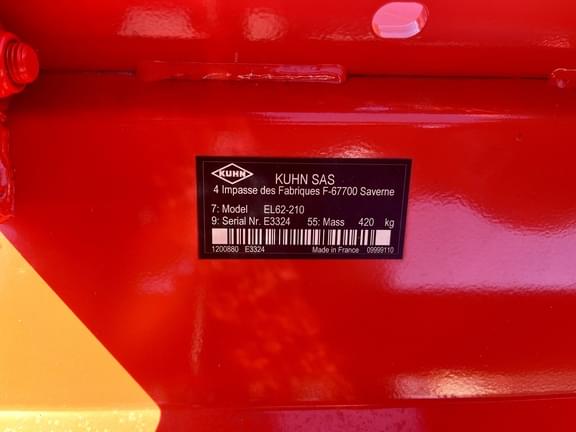 KUHN
KUHN SAS
4 Impasse des Fabriques F-67700 Saverne
7: Model EL62-210
9: Serial Nr. E3324 55: Mass 420 kg
1200880 E3324 Made in France 09999110